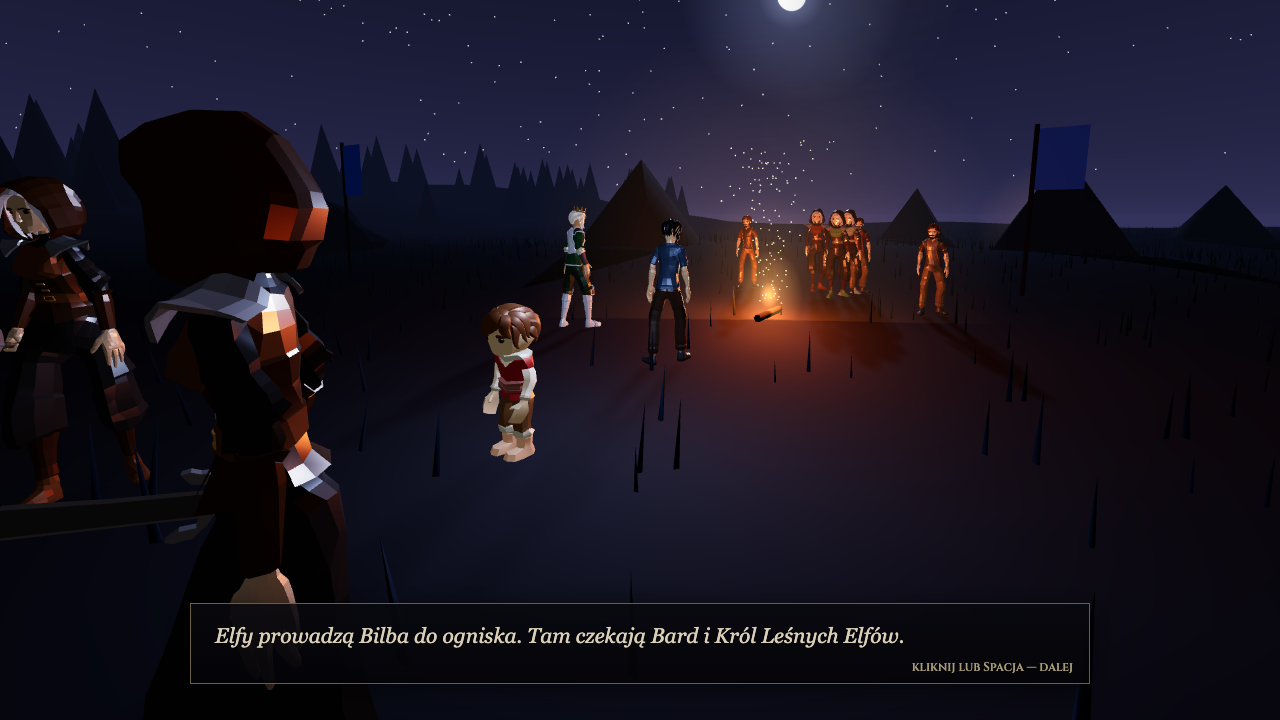 Elfy prowadzą Bilba do ogniska. Tam czekają Bard i Król Leśnych Elfów.
KLIKNIJ LUB SPACJA — DALEJ